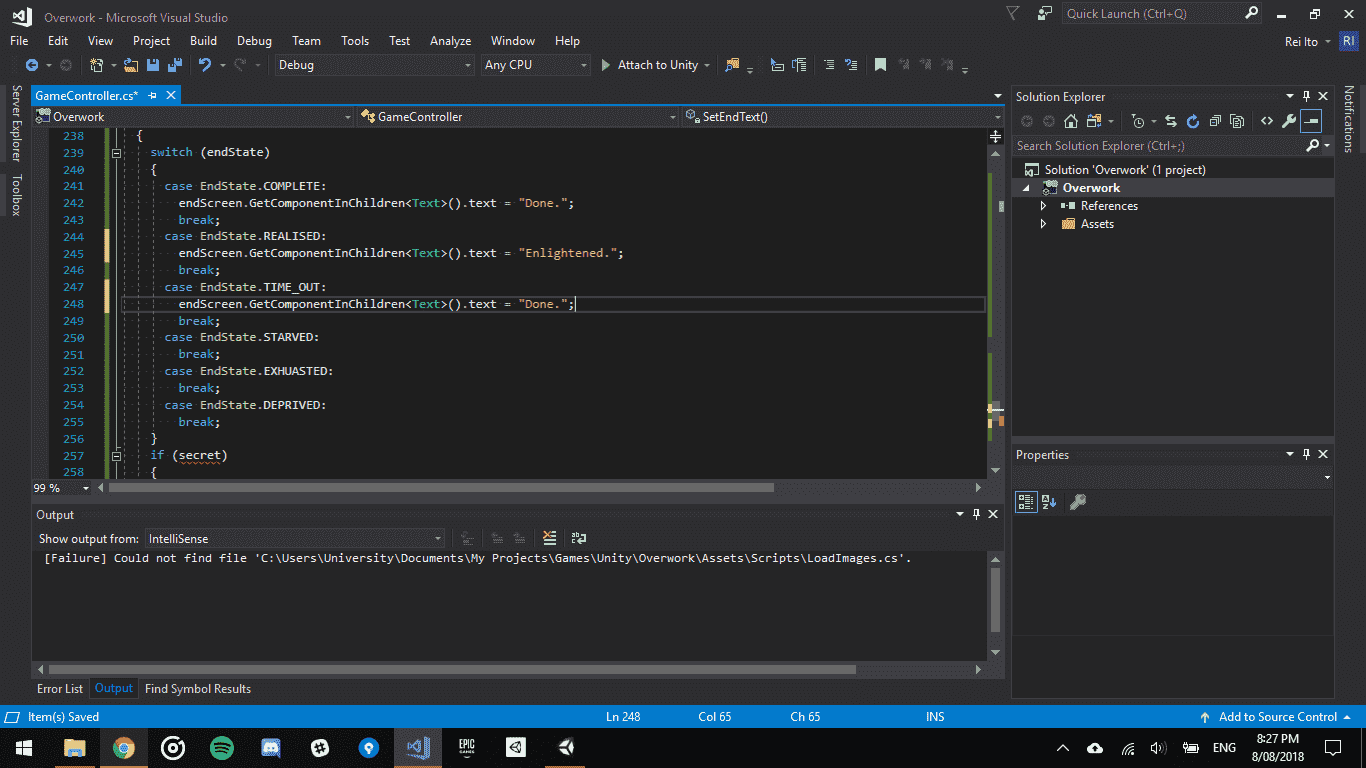 Overwork - Microsoft Visual Studio
Quick Launch (Ctrl+Q)
File Edit View Project Build Debug Team Tools Test Analyze Window Help
Rei Ito RI
Debug Any CPU Attach to Unity
Server Explorer
Toolbox
GameController.cs*
Overwork GameController SetEndText()
238 {
239 switch (endState)
240 {
241 case EndState.COMPLETE:
242 endScreen.GetComponentInChildren<Text>().text = "Done.";
243 break;
244 case EndState.REALISED:
245 endScreen.GetComponentInChildren<Text>().text = "Enlightened.";
246 break;
247 case EndState.TIME_OUT:
248 endScreen.GetComponentInChildren<Text>().text = "Done.";
249 break;
250 case EndState.STARVED:
251 break;
252 case EndState.EXHUASTED:
253 break;
254 case EndState.DEPRIVED:
255 break;
256 }
257 if (secret)
258 {
99 %
Output
Show output from: IntelliSense
[Failure] Could not find file 'C:\Users\University\Documents\My Projects\Games\Unity\Overwork\Assets\Scripts\LoadImages.cs'.
Error List Output Find Symbol Results
Solution Explorer
Search Solution Explorer (Ctrl+;)
Solution 'Overwork' (1 project)
Overwork
References
Assets
Properties
Notifications
Item(s) Saved Ln 248 Col 65 Ch 65 INS Add to Source Control
EPIC GAMES
ENG
8:27 PM
8/08/2018